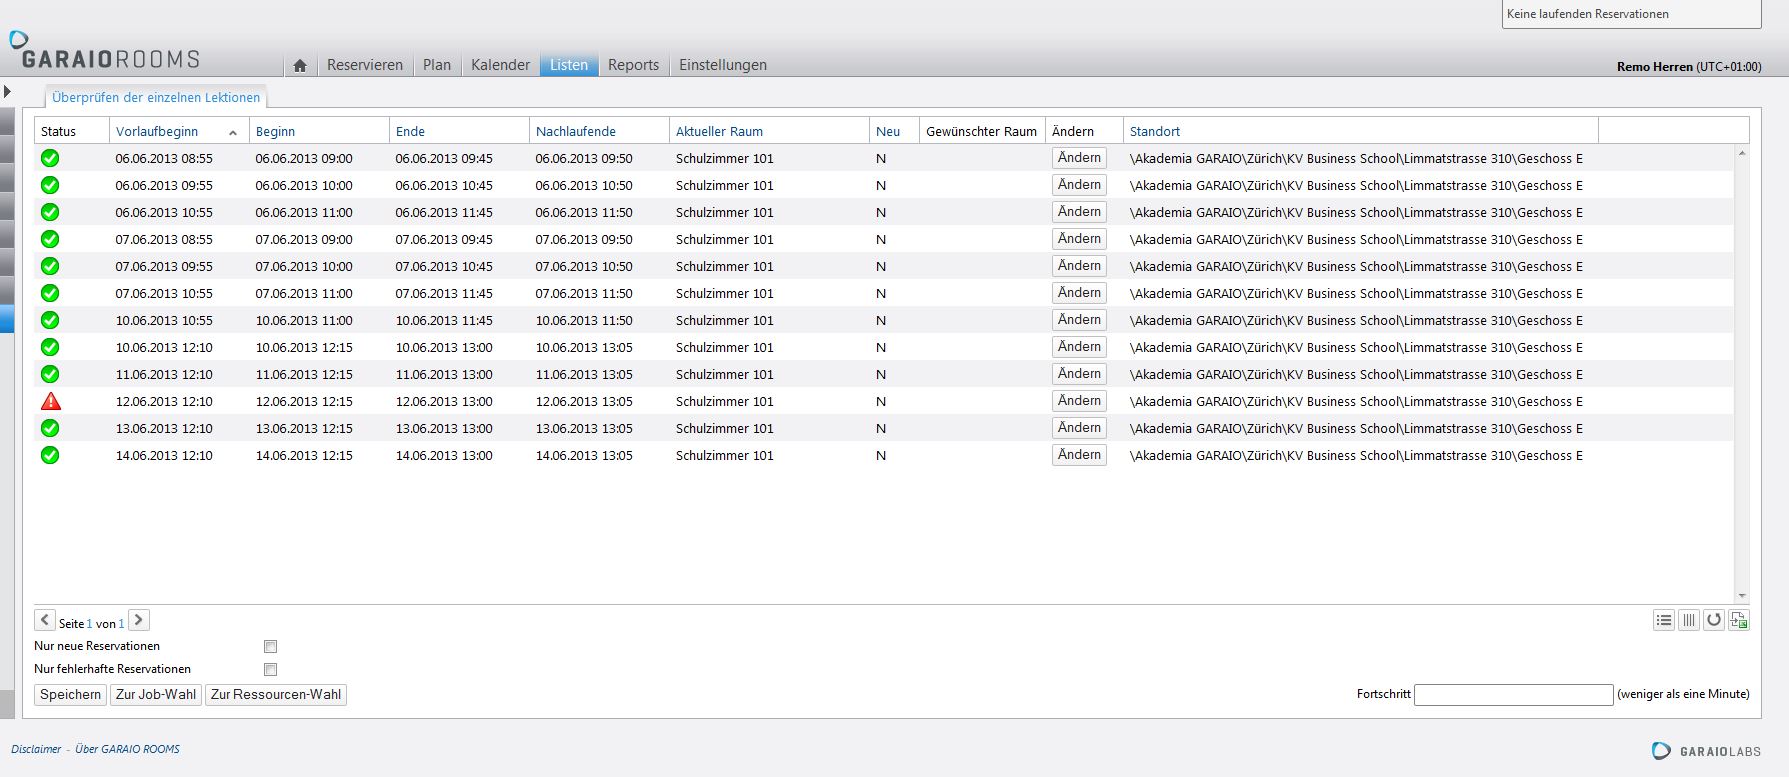 Keine laufenden Reservationen
GARAIOROOMS
Reservieren Plan Kalender Listen Reports Einstellungen
Remo Herren (UTC+01:00)
Überprüfen der einzelnen Lektionen
Status Vorlaufbeginn Beginn Ende Nachlaufende Aktueller Raum Neu Gewünschter Raum Ändern Standort
06.06.2013 08:55 06.06.2013 09:00 06.06.2013 09:45 06.06.2013 09:50 Schulzimmer 101 N Ändern \Akademia GARAIO\Zürich\KV Business School\Limmatstrasse 310\Geschoss E
06.06.2013 09:55 06.06.2013 10:00 06.06.2013 10:45 06.06.2013 10:50 Schulzimmer 101 N Ändern \Akademia GARAIO\Zürich\KV Business School\Limmatstrasse 310\Geschoss E
06.06.2013 10:55 06.06.2013 11:00 06.06.2013 11:45 06.06.2013 11:50 Schulzimmer 101 N Ändern \Akademia GARAIO\Zürich\KV Business School\Limmatstrasse 310\Geschoss E
07.06.2013 08:55 07.06.2013 09:00 07.06.2013 09:45 07.06.2013 09:50 Schulzimmer 101 N Ändern \Akademia GARAIO\Zürich\KV Business School\Limmatstrasse 310\Geschoss E
07.06.2013 09:55 07.06.2013 10:00 07.06.2013 10:45 07.06.2013 10:50 Schulzimmer 101 N Ändern \Akademia GARAIO\Zürich\KV Business School\Limmatstrasse 310\Geschoss E
07.06.2013 10:55 07.06.2013 11:00 07.06.2013 11:45 07.06.2013 11:50 Schulzimmer 101 N Ändern \Akademia GARAIO\Zürich\KV Business School\Limmatstrasse 310\Geschoss E
10.06.2013 10:55 10.06.2013 11:00 10.06.2013 11:45 10.06.2013 11:50 Schulzimmer 101 N Ändern \Akademia GARAIO\Zürich\KV Business School\Limmatstrasse 310\Geschoss E
10.06.2013 12:10 10.06.2013 12:15 10.06.2013 13:00 10.06.2013 13:05 Schulzimmer 101 N Ändern \Akademia GARAIO\Zürich\KV Business School\Limmatstrasse 310\Geschoss E
11.06.2013 12:10 11.06.2013 12:15 11.06.2013 13:00 11.06.2013 13:05 Schulzimmer 101 N Ändern \Akademia GARAIO\Zürich\KV Business School\Limmatstrasse 310\Geschoss E
12.06.2013 12:10 12.06.2013 12:15 12.06.2013 13:00 12.06.2013 13:05 Schulzimmer 101 N Ändern \Akademia GARAIO\Zürich\KV Business School\Limmatstrasse 310\Geschoss E
13.06.2013 12:10 13.06.2013 12:15 13.06.2013 13:00 13.06.2013 13:05 Schulzimmer 101 N Ändern \Akademia GARAIO\Zürich\KV Business School\Limmatstrasse 310\Geschoss E
14.06.2013 12:10 14.06.2013 12:15 14.06.2013 13:00 14.06.2013 13:05 Schulzimmer 101 N Ändern \Akademia GARAIO\Zürich\KV Business School\Limmatstrasse 310\Geschoss E
Seite 1 von 1
Nur neue Reservationen
Nur fehlerhafte Reservationen
Speichern Zur Job-Wahl Zur Ressourcen-Wahl Fortschritt (weniger als eine Minute)
Disclaimer - Über GARAIO ROOMS
GARAIOLABS